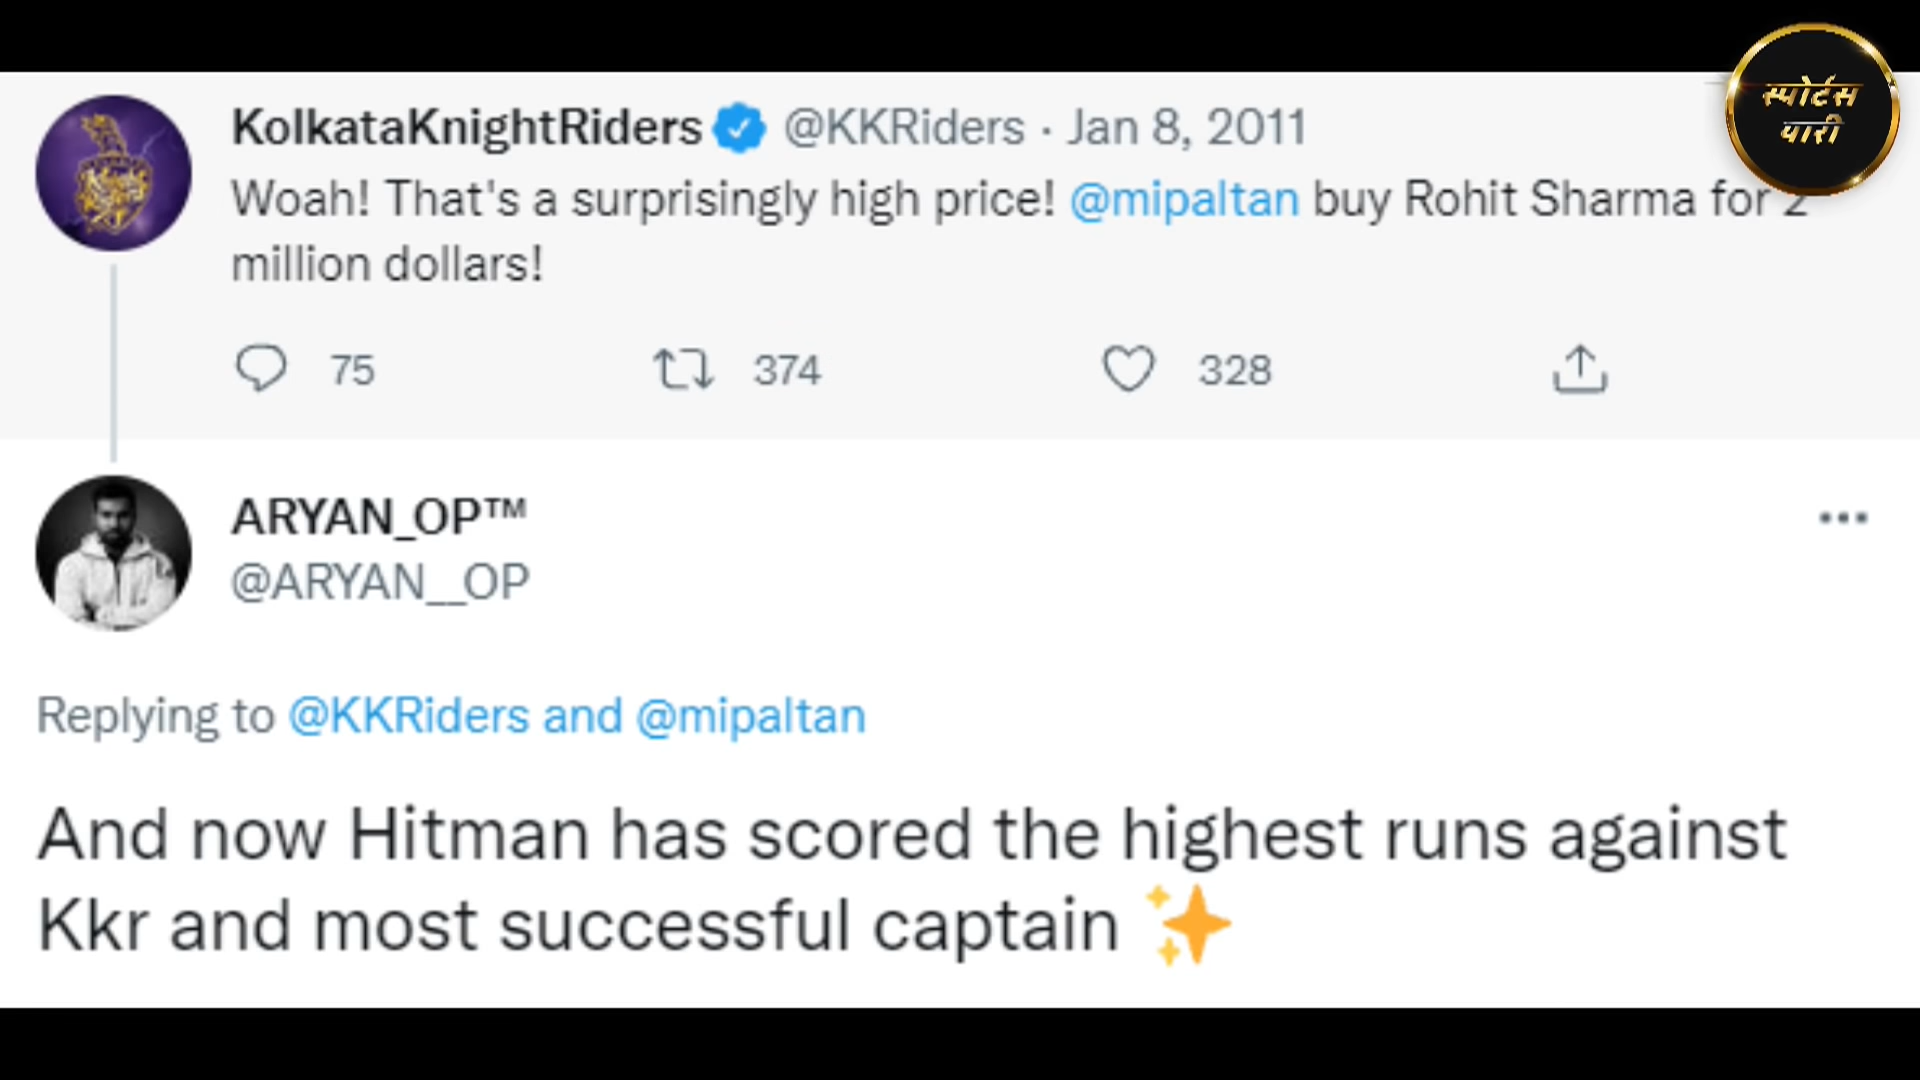 स्पोर्टस
यारी
KolkataKnightRiders @KKRiders · Jan 8, 2011
Woah! That's a surprisingly high price! @mipaltan buy Rohit Sharma for 2
million dollars!
75 374 328
ARYAN_OP™
@ARYAN__OP
Replying to @KKRiders and @mipaltan
And now Hitman has scored the highest runs against
Kkr and most successful captain ✨